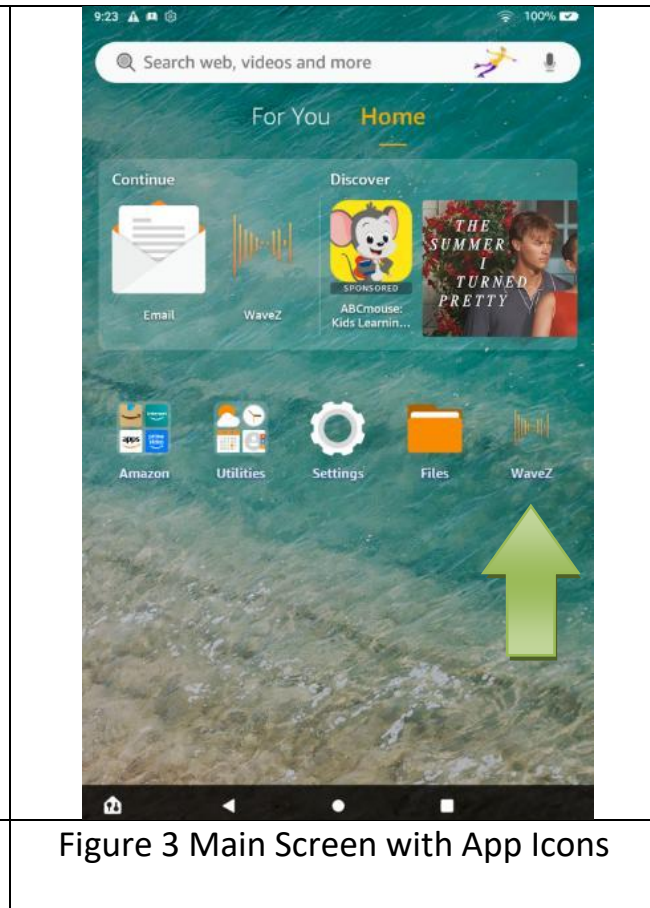 9:23 100%
Search web, videos and more
For You Home
Continue Discover
THE
SUMMER
I
TURNED
PRETTY
SPONSORED
Email WaveZ ABCmouse:
Kids Learnin...
apps
Amazon Utilities Settings Files WaveZ
Figure 3 Main Screen with App Icons